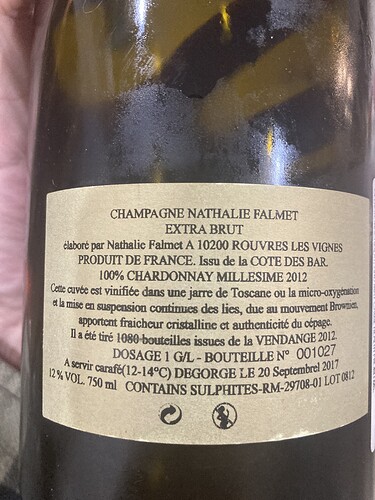 CHAMPAGNE NATHALIE FALMET
EXTRA BRUT
élaboré par Nathalie Falmet A 10200 ROUVRES LES VIGNES
PRODUIT DE FRANCE. Issu de la COTE DES BAR.
100% CHARDONNAY MILLESIME 2012
Cette cuvée est vinifiée dans une jarre de Toscane ou la micro-oxygénation
et la mise en suspension continues des lies, due au mouvement Brownien,
apportent fraicheur cristalline et authenticité du cépage.
Il a été tiré 1080 bouteilles issues de la VENDANGE 2012.
DOSAGE 1 G/L - BOUTEILLE N° 001027
A servir carafé(12-14°C) DEGORGE LE 20 Septembrel 2017
12 % VOL. 750 ml CONTAINS SULPHITES-RM-29708-01 LOT 0812